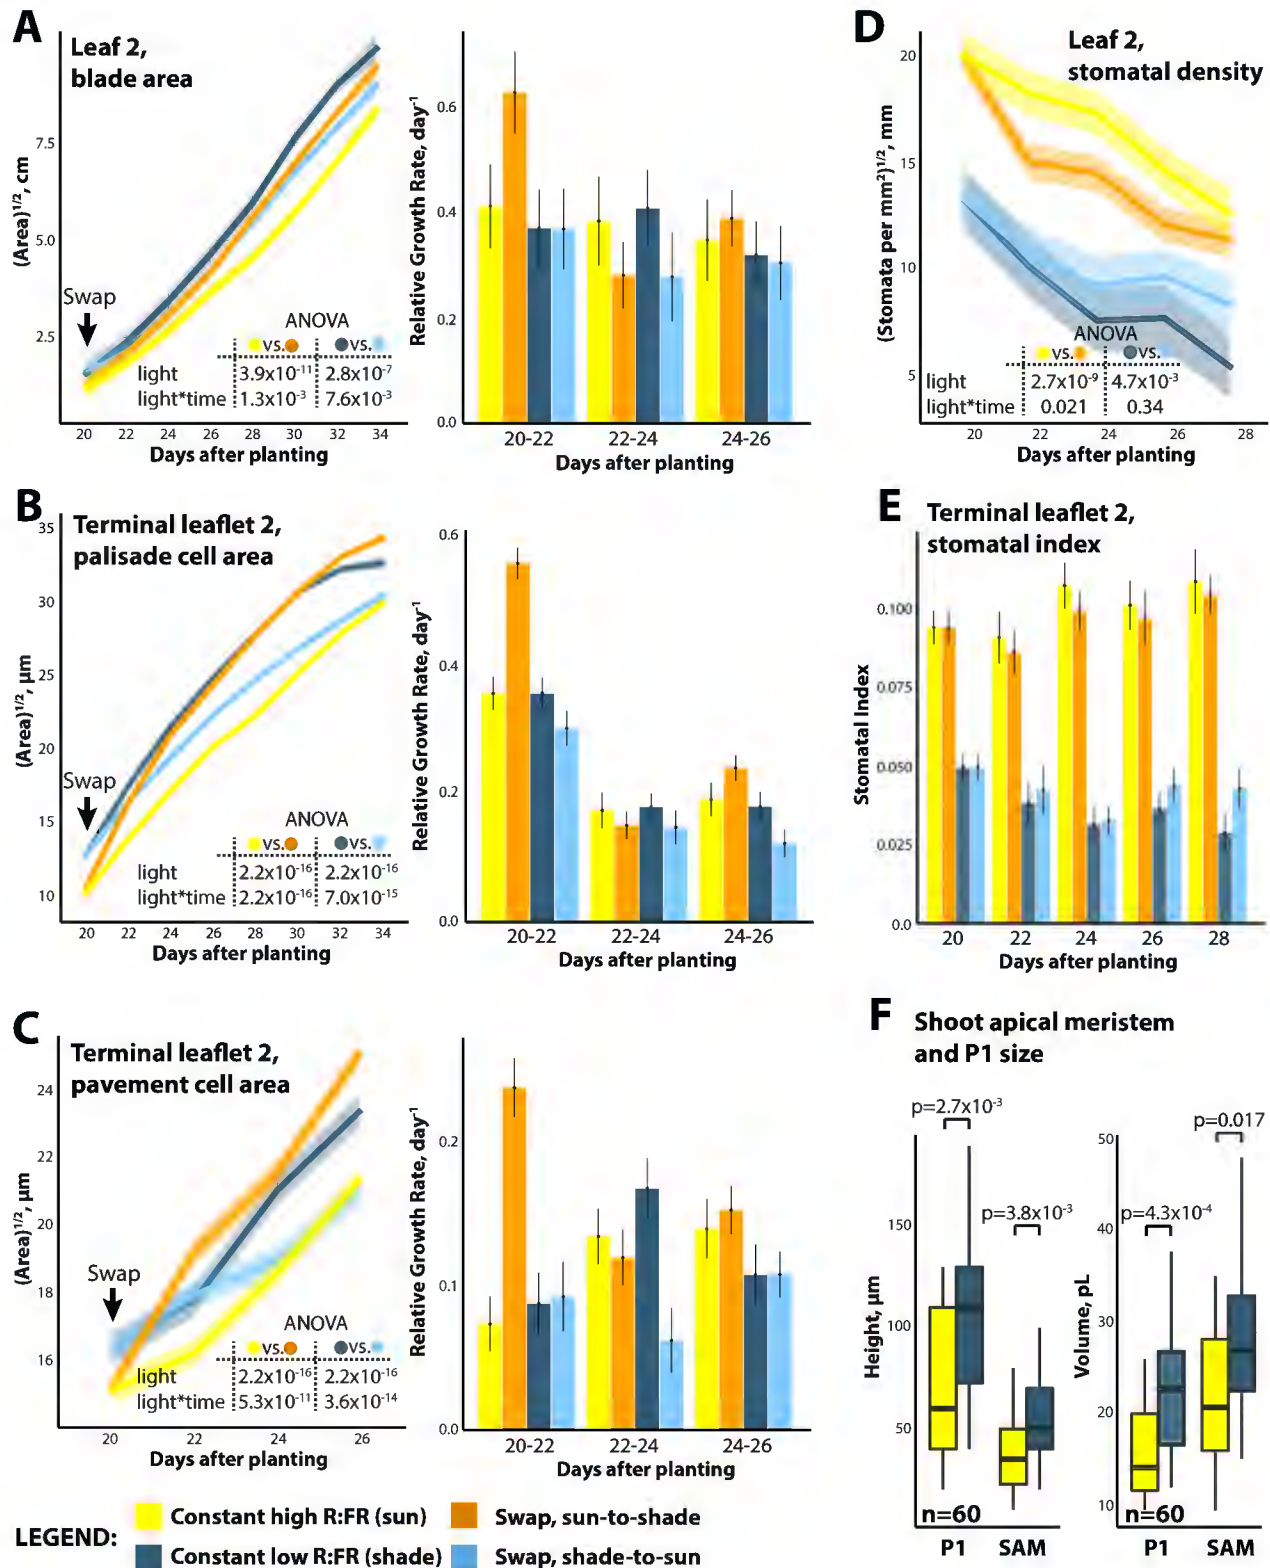 A
Leaf 2,
blade area
(Area)¹/², cm
7.5
5.0
2.5
Swap
ANOVA
vs. vs.
light 3.9x10⁻¹¹ 2.8x10⁻⁷
light*time 1.3x10⁻³ 7.6x10⁻³
20 22 24 26 28 30 32 34
Days after planting
Relative Growth Rate, day⁻¹
0.6
0.4
0.2
0.0
20-22 22-24 24-26
Days after planting
B
Terminal leaflet 2,
palisade cell area
(Area)¹/², µm
35
30
25
20
15
10
Swap
ANOVA
vs. vs.
light 2.2x10⁻¹⁶ 2.2x10⁻¹⁶
light*time 2.2x10⁻¹⁶ 7.0x10⁻¹⁵
20 22 24 26 28 30 32 34
Days after planting
Relative Growth Rate, day⁻¹
0.6
0.4
0.2
0.0
20-22 22-24 24-26
Days after planting
C
Terminal leaflet 2,
pavement cell area
(Area)¹/², µm
24
22
20
18
16
Swap
ANOVA
vs. vs.
light 2.2x10⁻¹⁶ 2.2x10⁻¹⁶
light*time 5.3x10⁻¹¹ 3.6x10⁻¹⁴
20 22 24 26
Days after planting
Relative Growth Rate, day⁻¹
0.2
0.1
0.0
20-22 22-24 24-26
Days after planting
D
Leaf 2,
stomatal density
(Stomata per mm²)¹/², mm
20
15
10
5
ANOVA
vs. vs.
light 2.7x10⁻⁹ 4.7x10⁻³
light*time 0.021 0.34
20 22 24 26 28
Days after planting
E
Terminal leaflet 2,
stomatal index
Stomatal Index
0.100
0.075
0.050
0.025
0.0
20 22 24 26 28
Days after planting
F
Shoot apical meristem
and P1 size
Height, µm
150
100
50
p=2.7x10⁻³
p=3.8x10⁻³
n=60
P1 SAM
Volume, pL
50
40
30
20
10
p=0.017
p=4.3x10⁻⁴
n=60
P1 SAM
LEGEND:
Constant high R:FR (sun)
Swap, sun-to-shade
Constant low R:FR (shade)
Swap, shade-to-sun